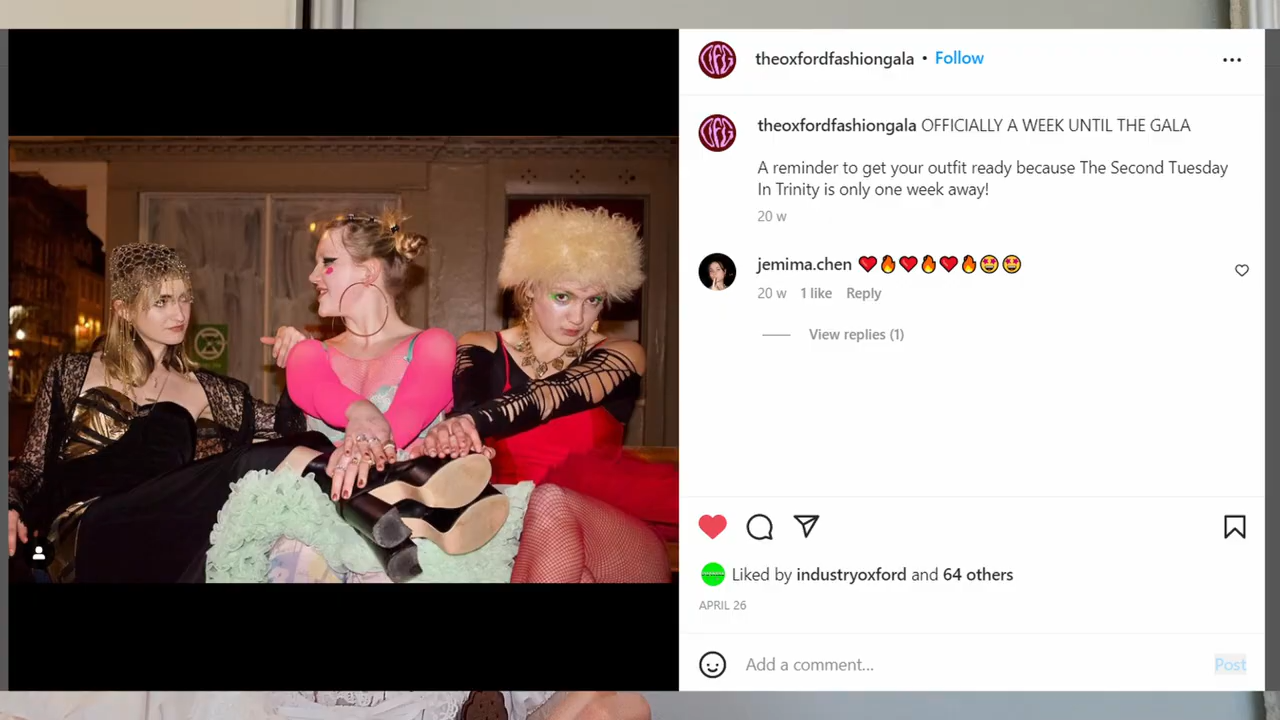 theoxfordfashiongala • Follow
theoxfordfashiongala OFFICIALLY A WEEK UNTIL THE GALA
A reminder to get your outfit ready because The Second Tuesday
In Trinity is only one week away!
20 w
jemima.chen ❤️🔥❤️🔥❤️🔥🤩🤩
20 w 1 like Reply
View replies (1)
Liked by industryoxford and 64 others
APRIL 26
Add a comment...
Post